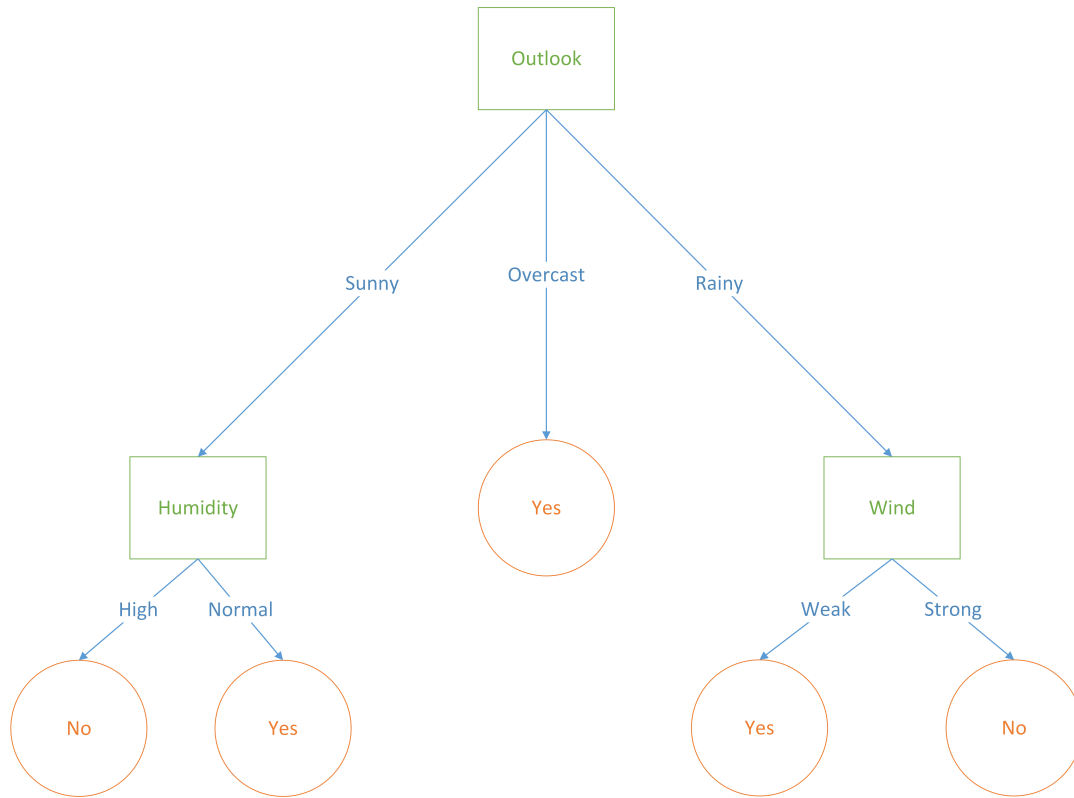 Outlook
Sunny
Overcast
Rainy
Humidity
Yes
Wind
High
Normal
Weak
Strong
No
Yes
Yes
No